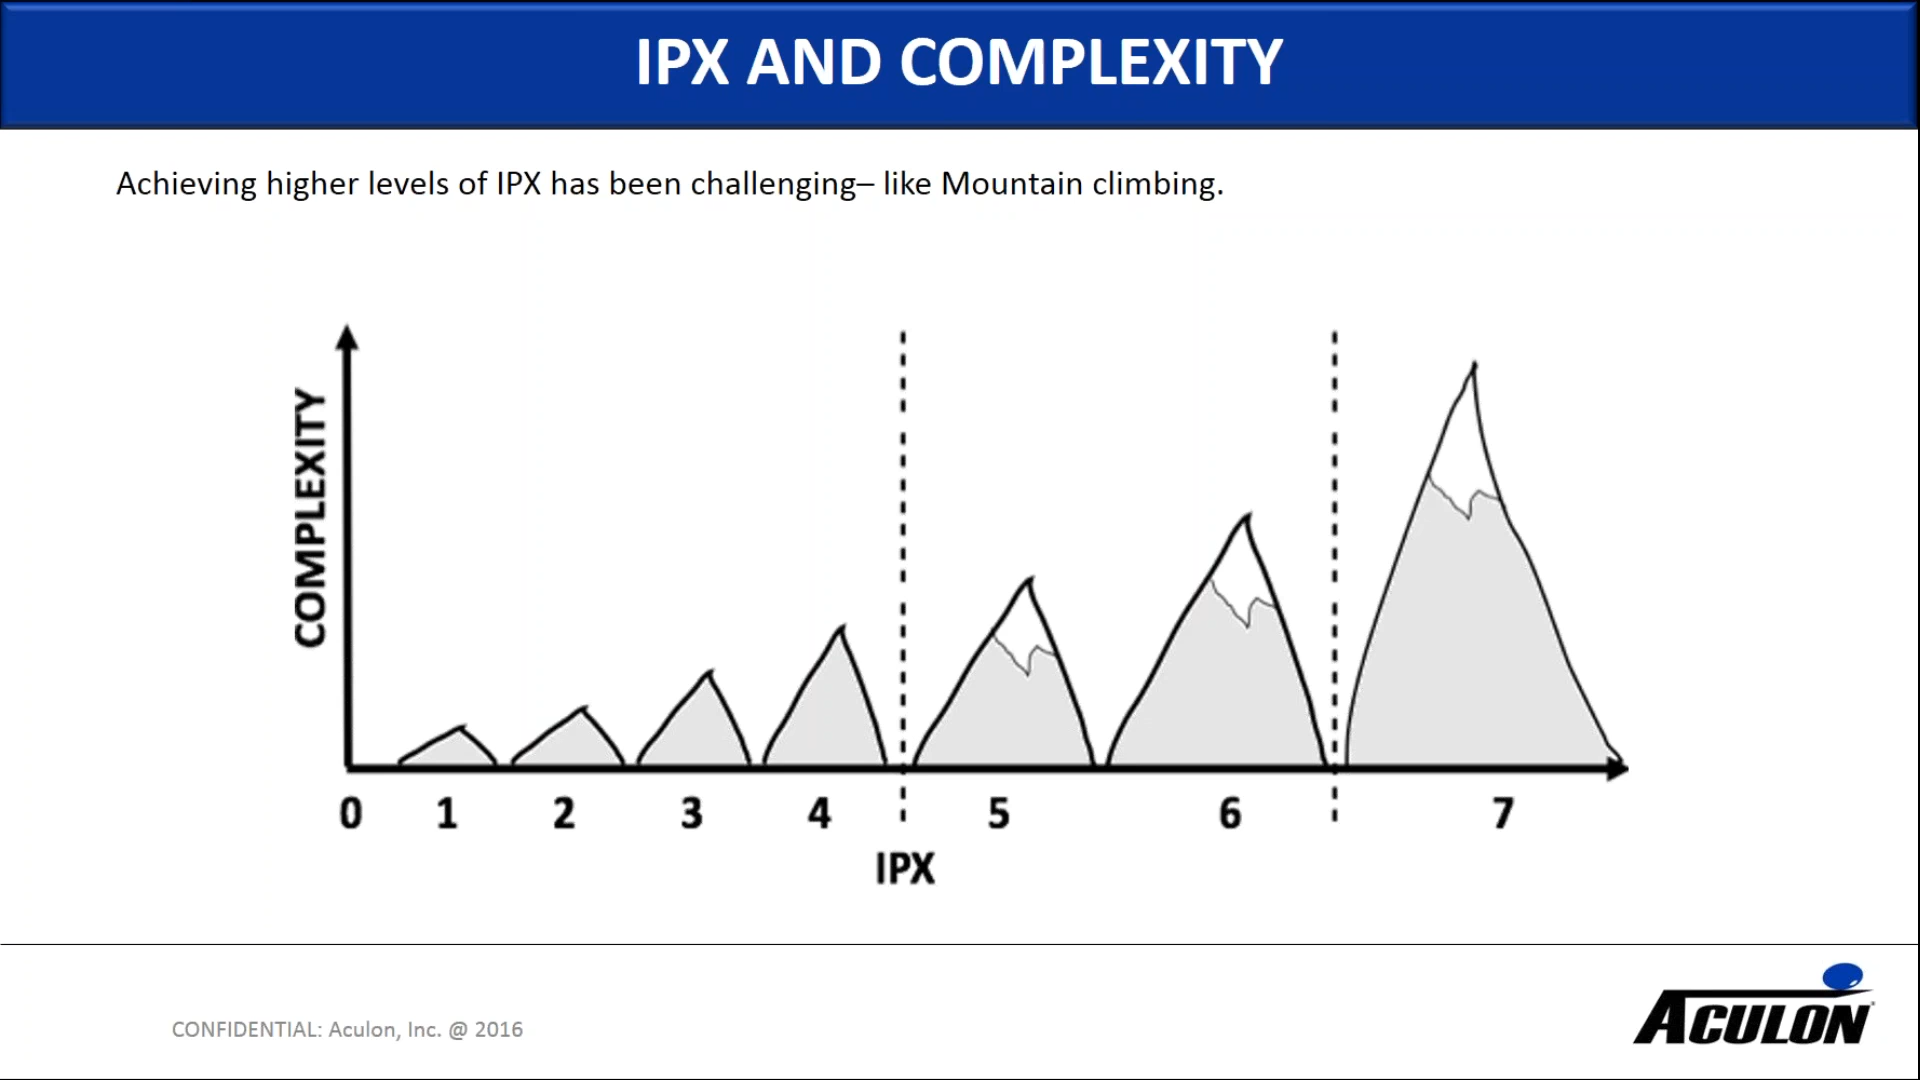 IPX AND COMPLEXITY
Achieving higher levels of IPX has been challenging– like Mountain climbing.
COMPLEXITY
0 1 2 3 4 5 6 7
IPX
CONFIDENTIAL: Aculon, Inc. @ 2016
ACULON